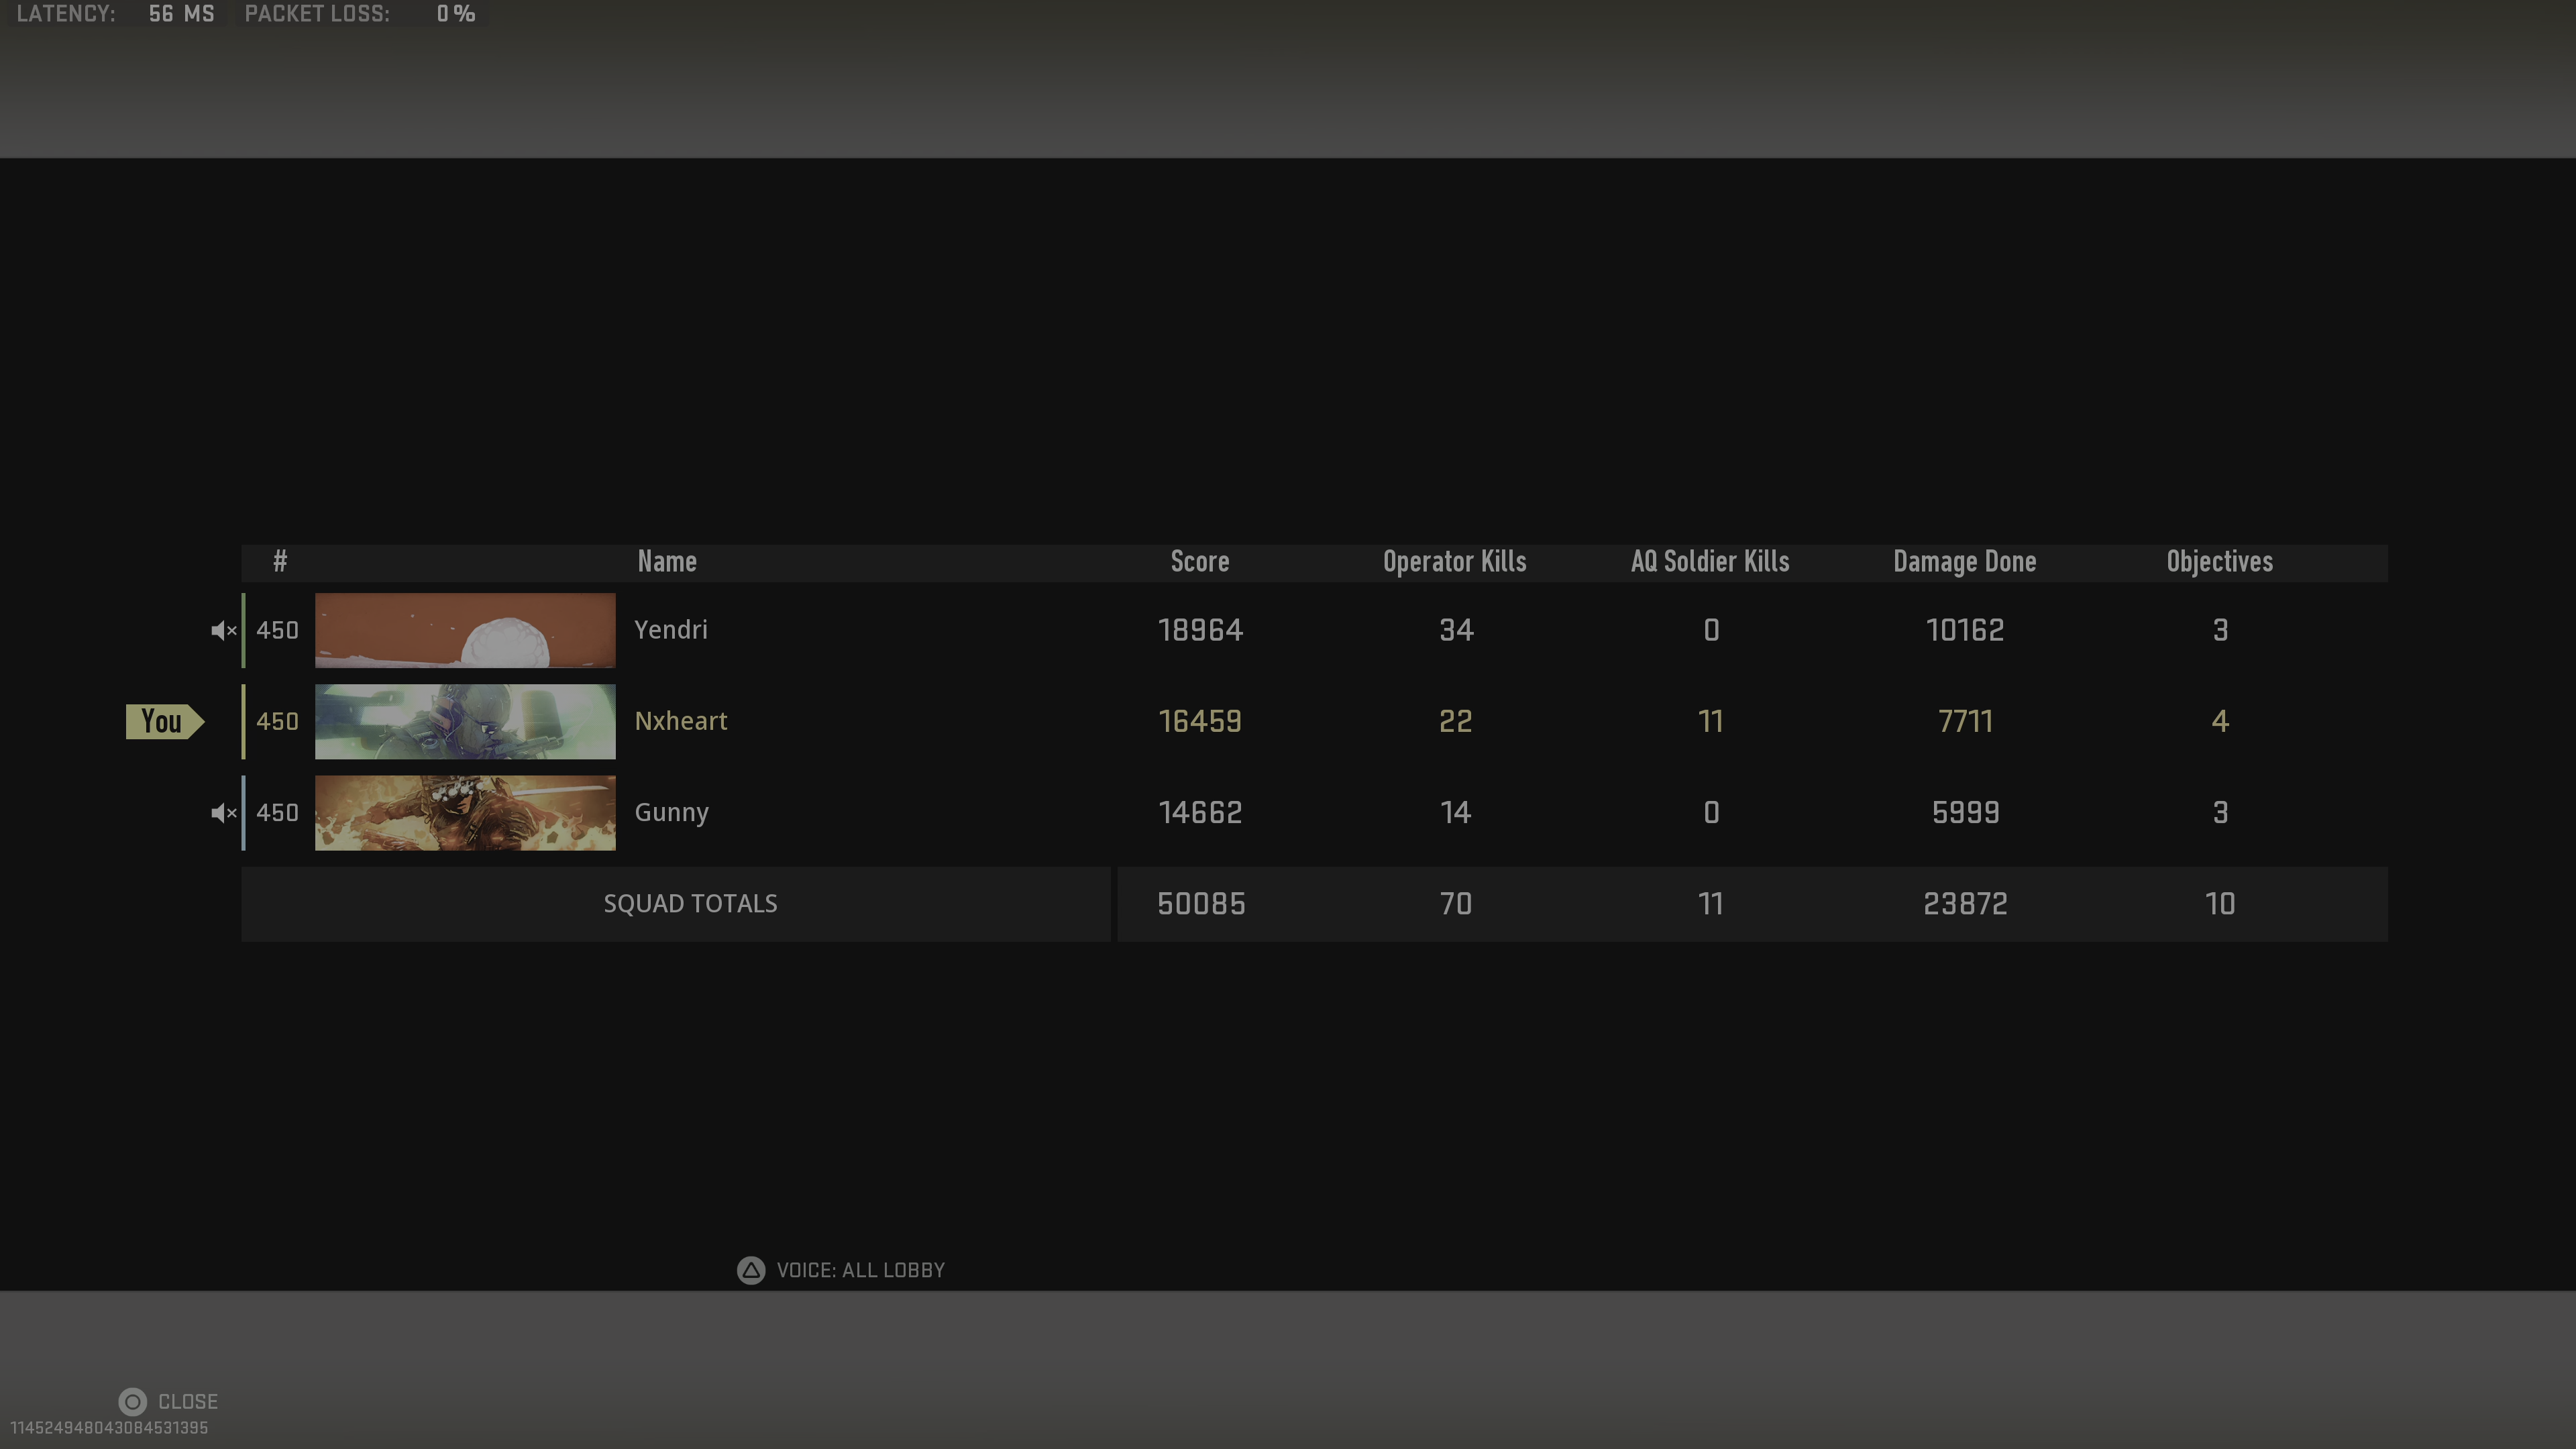 LATENCY: 56 MS PACKET LOSS: 0%
# Name Score Operator Kills AQ Soldier Kills Damage Done Objectives
450 Yendri 18964 34 0 10162 3
You 450 Nxheart 16459 22 11 7711 4
450 Gunny 14662 14 0 5999 3
SQUAD TOTALS 50085 70 11 23872 10
VOICE: ALL LOBBY
CLOSE
114524948043084531395